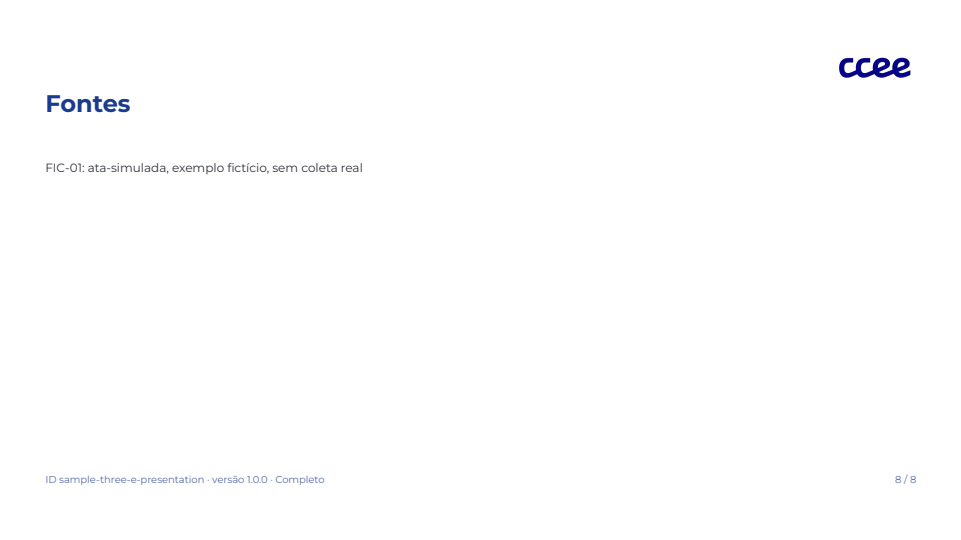 ccee
Fontes
FIC-01: ata-simulada, exemplo fictício, sem coleta real
ID sample-three-e-presentation · versão 1.0.0 · Completo
8 / 8